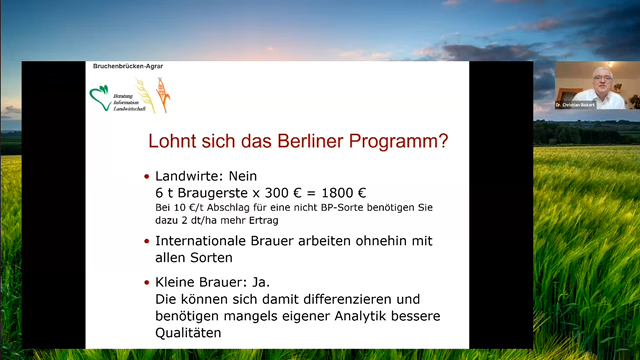 Bruchenbrücken-Agrar
Beratung
Information
Landwirtschaft
Lohnt sich das Berliner Programm?
• Landwirte: Nein
6 t Braugerste x 300 € = 1800 €
Bei 10 €/t Abschlag für eine nicht BP-Sorte benötigen Sie
dazu 2 dt/ha mehr Ertrag
• Internationale Brauer arbeiten ohnehin mit
allen Sorten
• Kleine Brauer: Ja.
Die können sich damit differenzieren und
benötigen mangels eigener Analytik bessere
Qualitäten
Dr. Christian